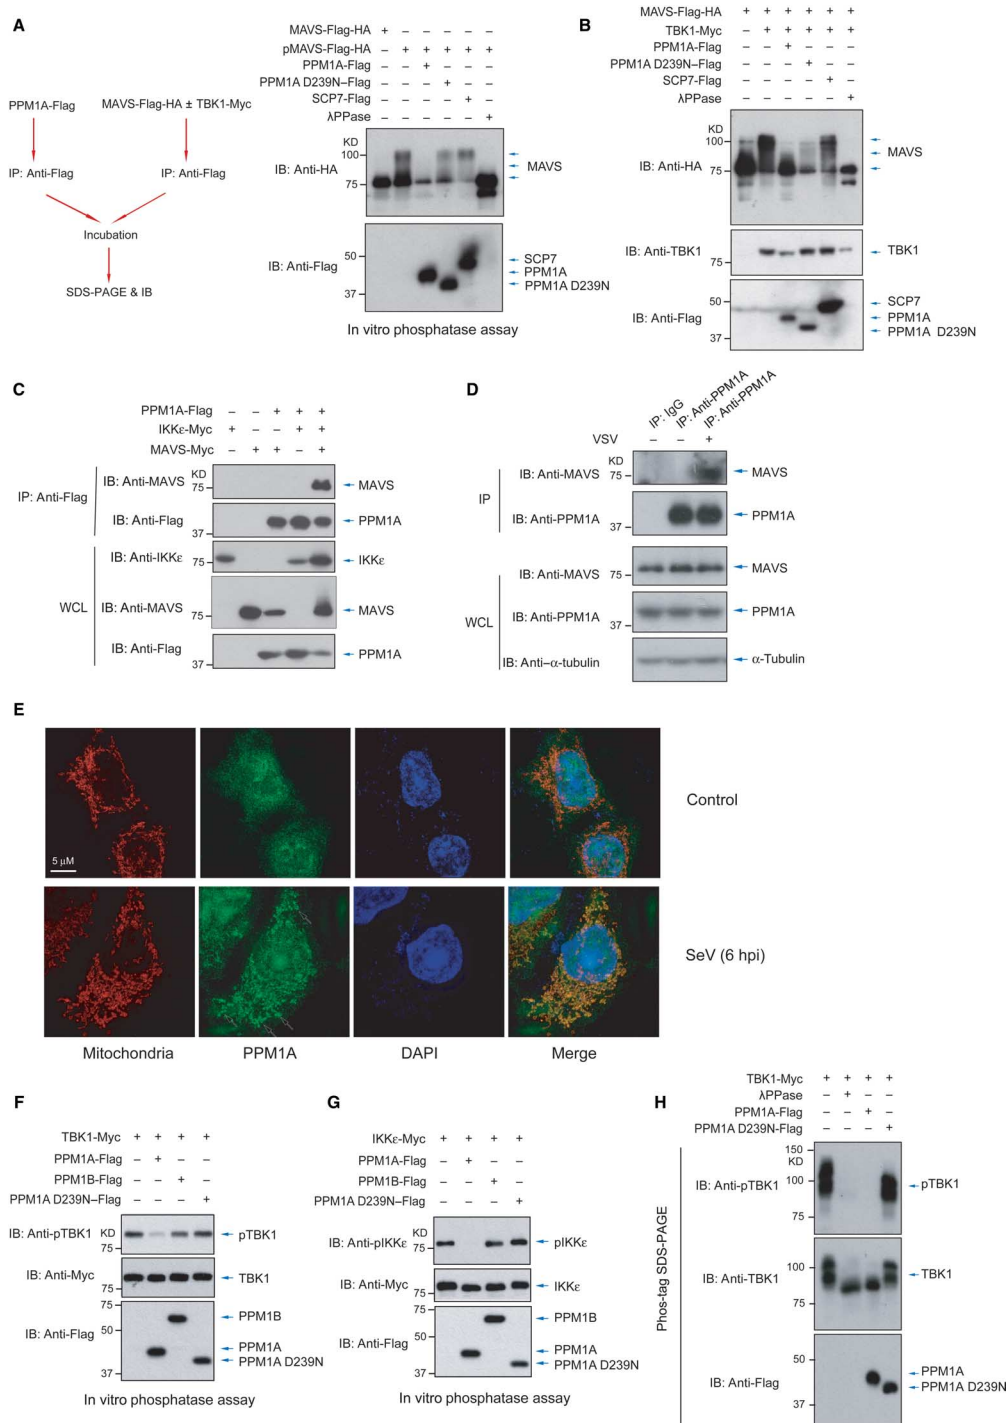 A
PPM1A-Flag
MAVS-Flag-HA ± TBK1-Myc
IP: Anti-Flag
IP: Anti-Flag
Incubation
SDS-PAGE & IB
MAVS-Flag-HA + – – – – –
pMAVS-Flag-HA – + + + + +
PPM1A-Flag – – + – – –
PPM1A D239N–Flag – – – + – –
SCP7-Flag – – – – + –
λPPase – – – – – +
KD
100
75
IB: Anti-HA
MAVS
50
37
IB: Anti-Flag
SCP7
PPM1A
PPM1A D239N
In vitro phosphatase assay
B
MAVS-Flag-HA + + + + + +
TBK1-Myc – + + + + +
PPM1A-Flag – – + – – –
PPM1A D239N–Flag – – – + – –
SCP7-Flag – – – – + –
λPPase – – – – – +
KD
100
75
IB: Anti-HA
MAVS
IB: Anti-TBK1
75
TBK1
50
37
IB: Anti-Flag
SCP7
PPM1A
PPM1A D239N
C
PPM1A-Flag – – + + +
IKKε-Myc + – – + +
MAVS-Myc – + + – +
IP: Anti-Flag
KD
IB: Anti-MAVS
75
MAVS
IB: Anti-Flag
37
PPM1A
WCL
IB: Anti-IKKε
75
IKKε
IB: Anti-MAVS
75
MAVS
IB: Anti-Flag
37
PPM1A
D
IP: IgG
IP: Anti-PPM1A
IP: Anti-PPM1A
VSV – – +
IP
KD
IB: Anti-MAVS
75
MAVS
IB: Anti-PPM1A
37
PPM1A
WCL
IB: Anti-MAVS
75
MAVS
IB: Anti-PPM1A
37
PPM1A
IB: Anti–α-tubulin
α-Tubulin
E
5 µM
Control
SeV (6 hpi)
Mitochondria
PPM1A
DAPI
Merge
F
TBK1-Myc + + + +
PPM1A-Flag – + – –
PPM1B-Flag – – + –
PPM1A D239N–Flag – – – +
IB: Anti-pTBK1
KD
75
pTBK1
IB: Anti-Myc
75
TBK1
IB: Anti-Flag
75
50
37
PPM1B
PPM1A
PPM1A D239N
In vitro phosphatase assay
G
IKKε-Myc + + + +
PPM1A-Flag – + – –
PPM1B-Flag – – + –
PPM1A D239N–Flag – – – +
IB: Anti-pIKKε
KD
75
pIKKε
IB: Anti-Myc
75
IKKε
IB: Anti-Flag
75
50
37
PPM1B
PPM1A
PPM1A D239N
In vitro phosphatase assay
H
TBK1-Myc + + + +
λPPase – + – –
PPM1A-Flag – – + –
PPM1A D239N-Flag – – – +
Phos-tag SDS-PAGE
150
KD
100
75
IB: Anti-pTBK1
pTBK1
100
75
IB: Anti-TBK1
TBK1
50
37
IB: Anti-Flag
PPM1A
PPM1A D239N